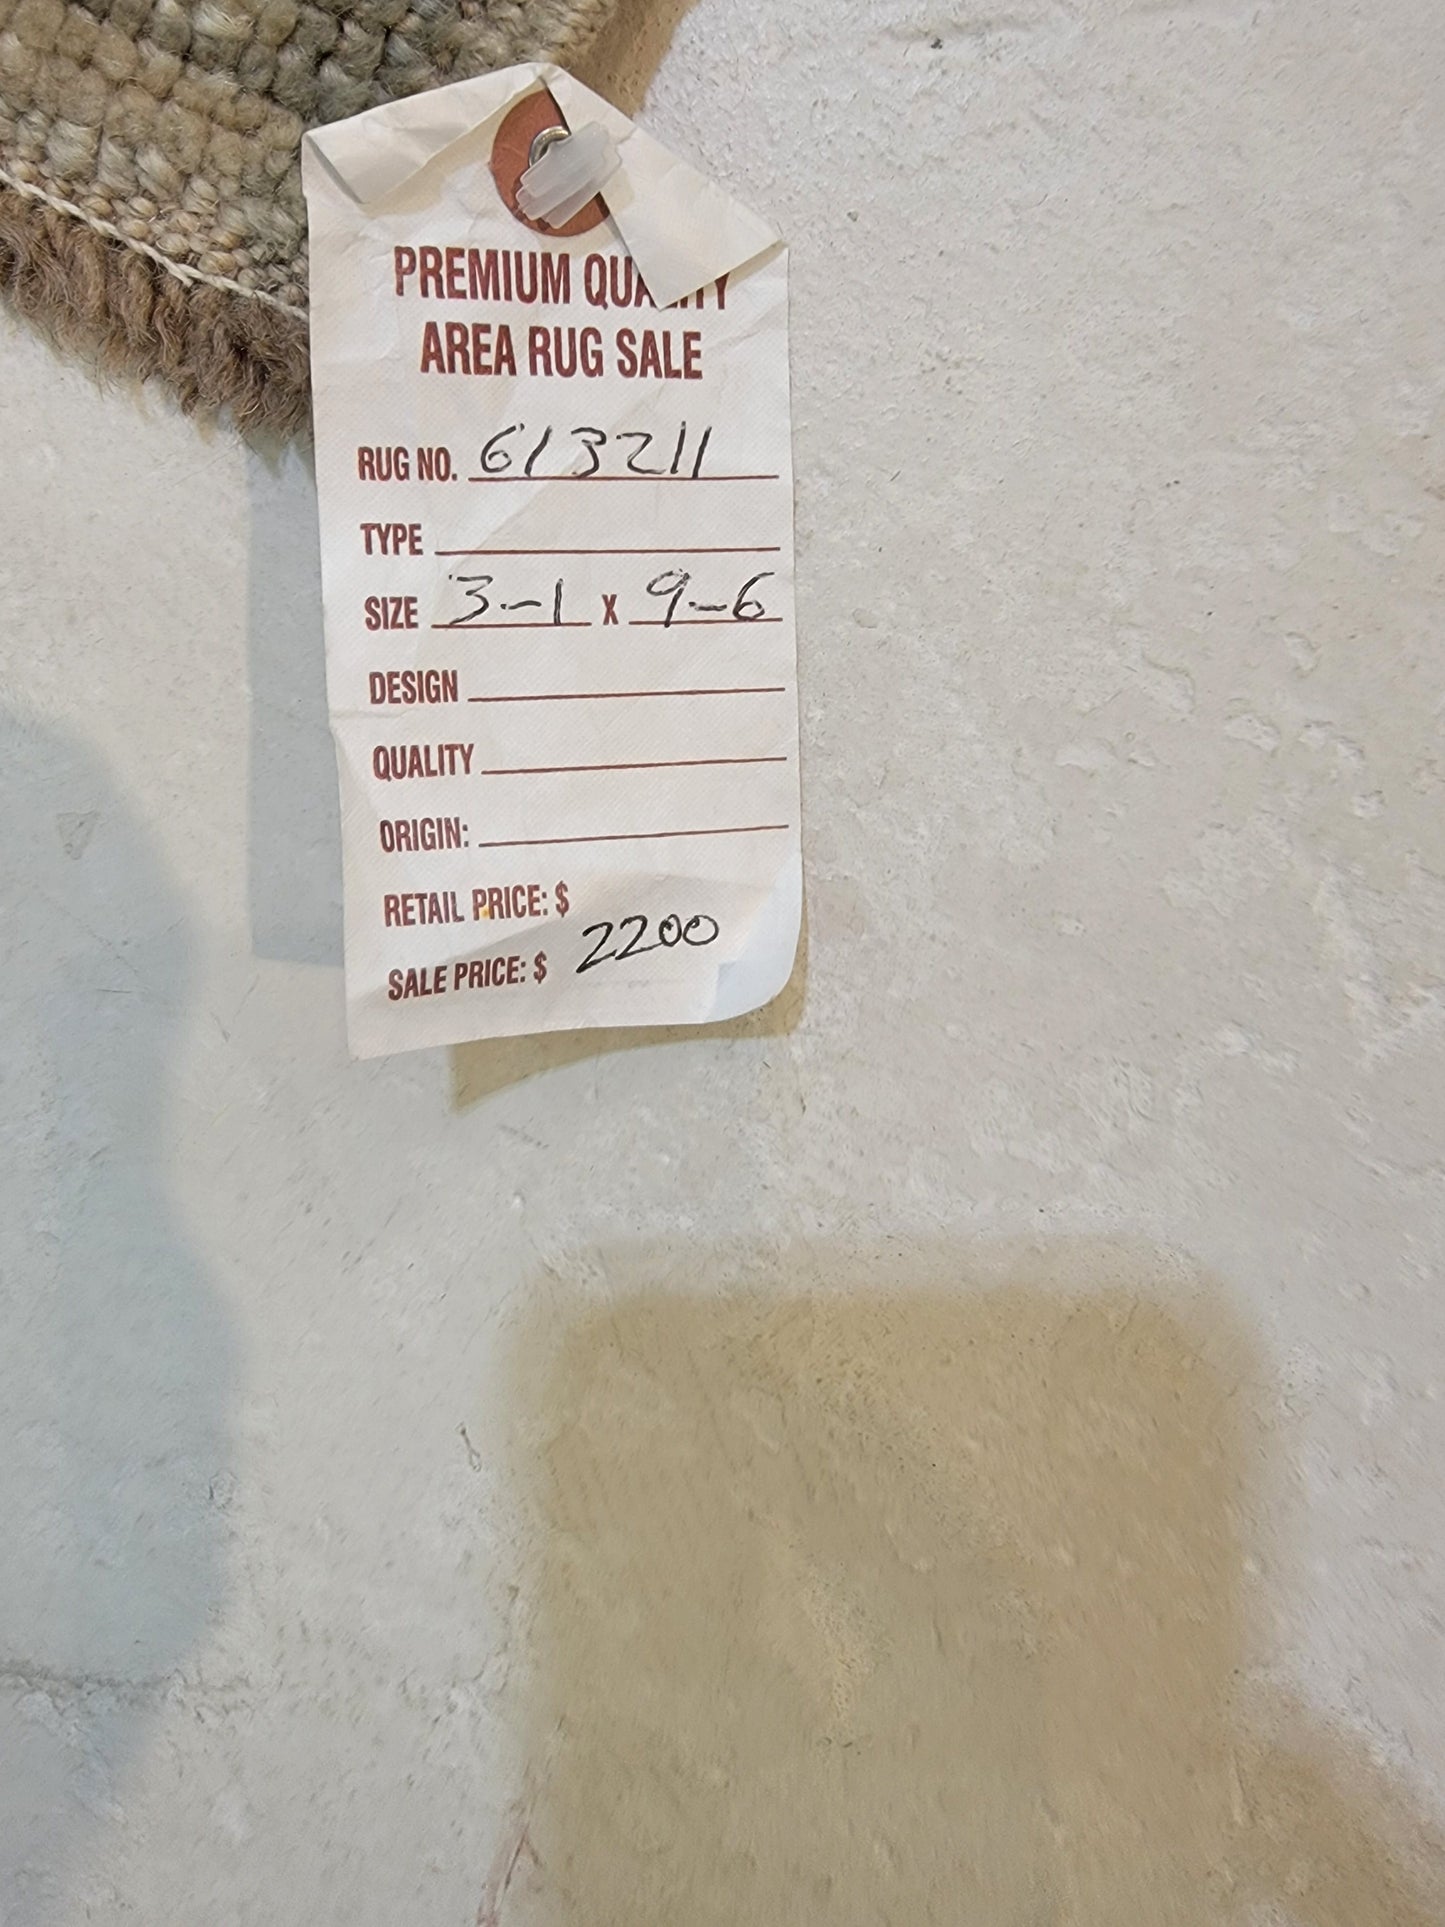 PREMIUM QUALITY
AREA RUG SALE
RUG NO. 613211
TYPE
SIZE 3-1 X 9-6
DESIGN
QUALITY
ORIGIN:
RETAIL PRICE: $
SALE PRICE: $ 2200